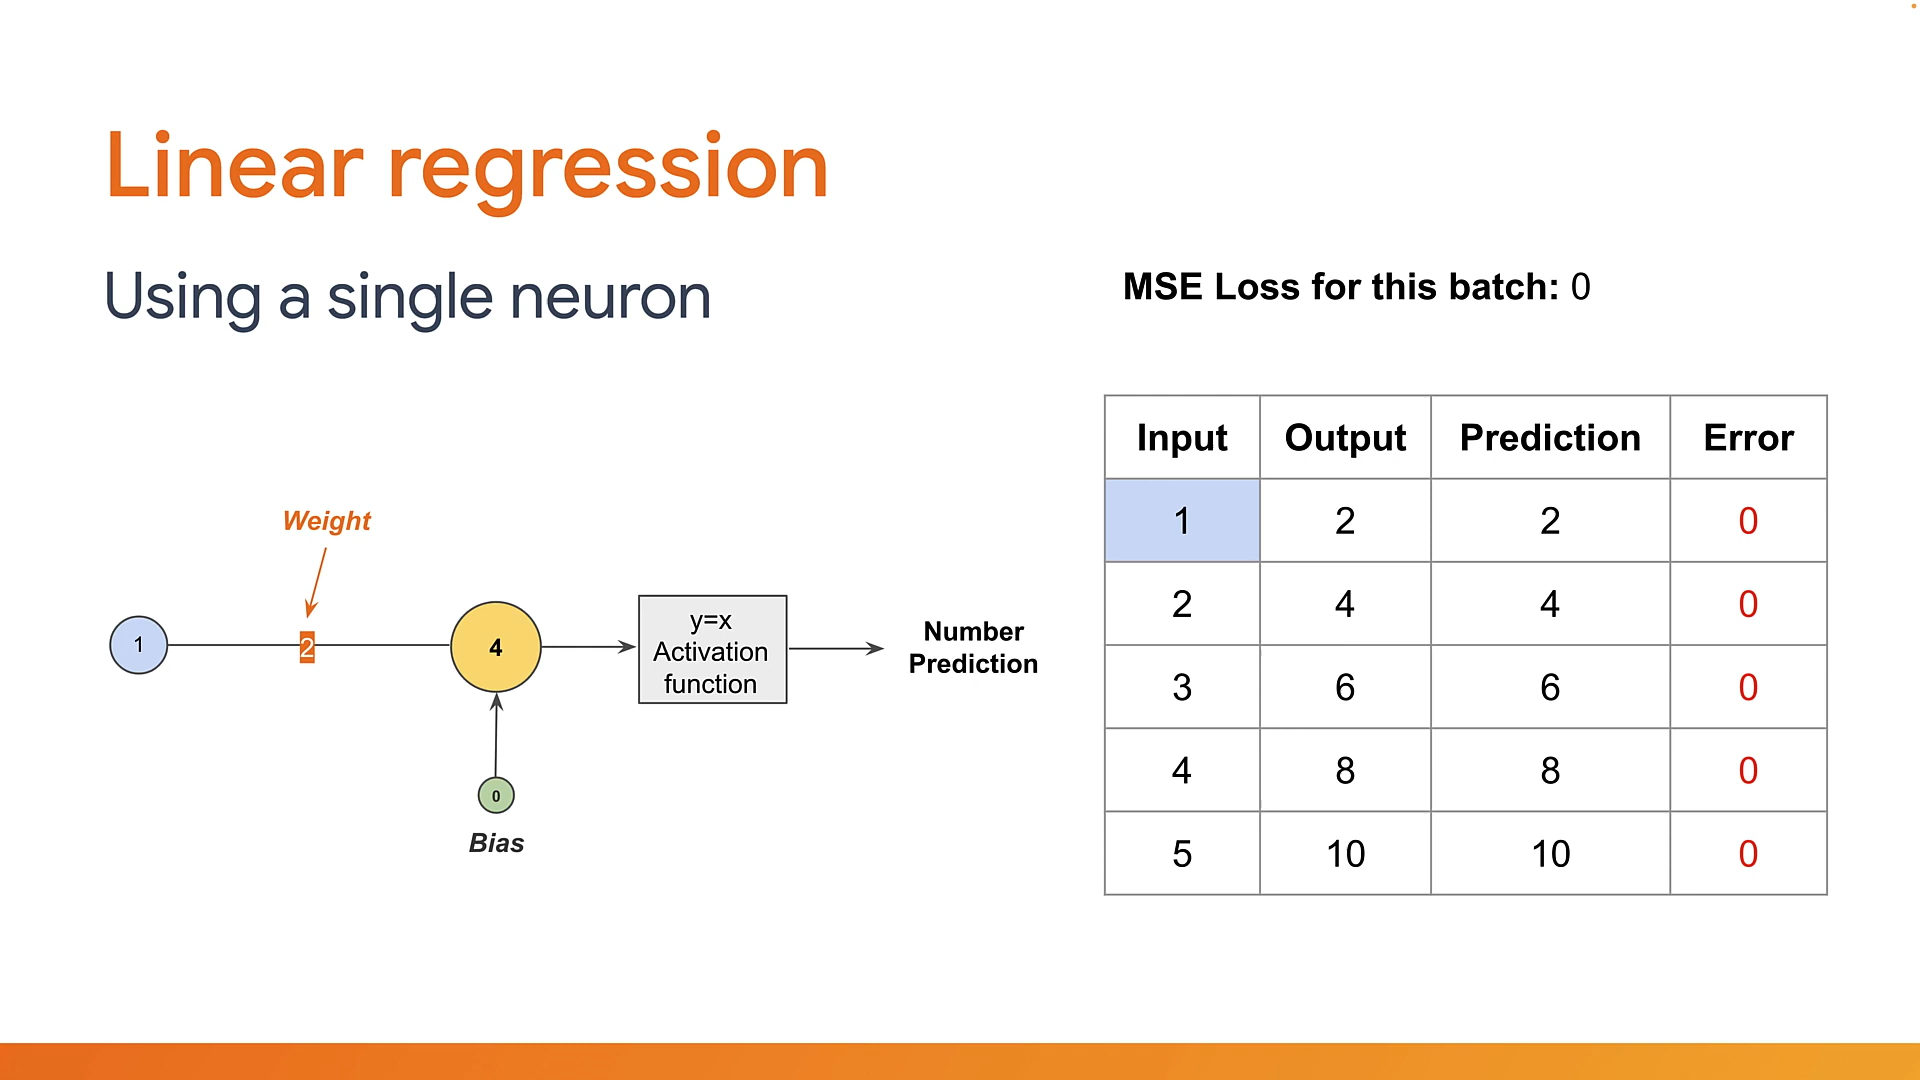 Linear regression
Using a single neuron
MSE Loss for this batch: 0
Weight
1
2
4
y=x
Activation
function
Number
Prediction
0
Bias
Input Output Prediction Error
1 2 2 0
2 4 4 0
3 6 6 0
4 8 8 0
5 10 10 0